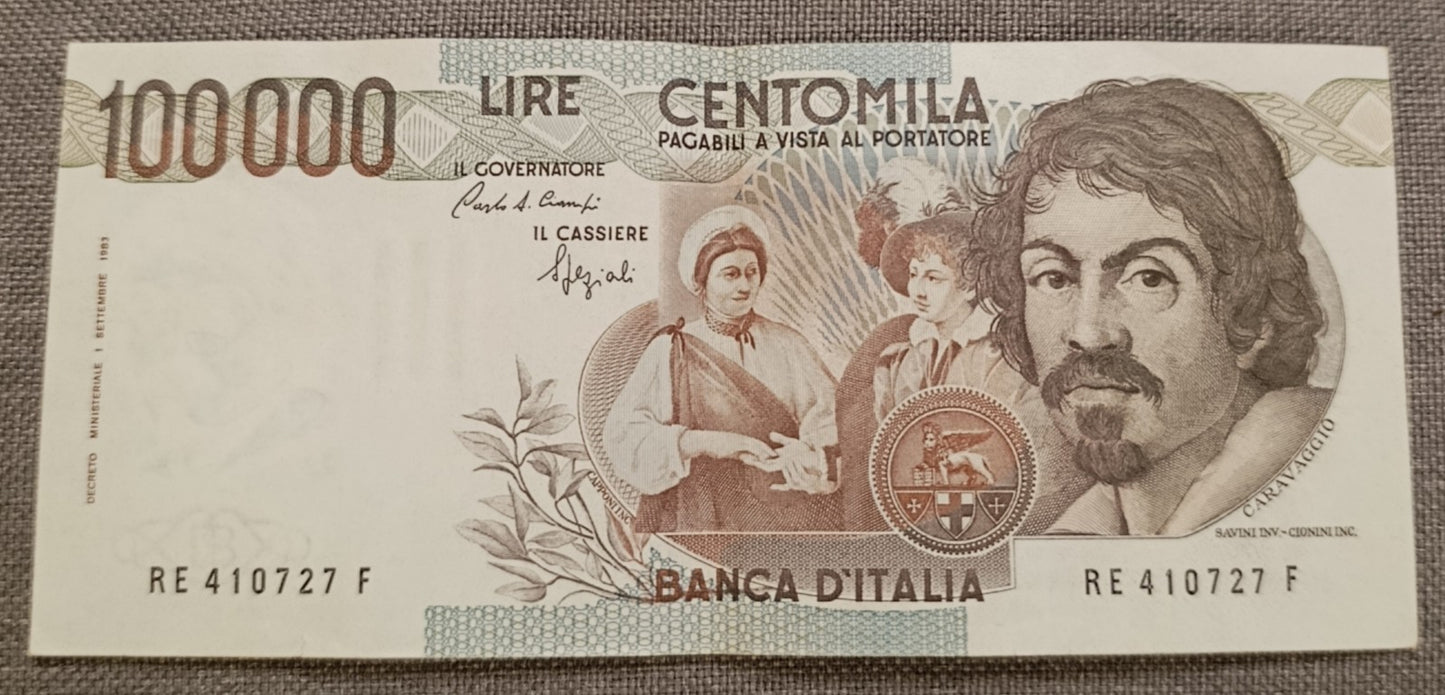 100000
LIRE CENTOMILA
PAGABILI A VISTA AL PORTATORE
IL GOVERNATORE
Carlo A. Ciampi
IL CASSIERE
Speziali
DECRETO MINISTERIALE 1 SETTEMBRE 1983
CAPPONI INC.
CARAVAGGIO
SAVINI INV.-CIONINI INC.
RE 410727 F
BANCA D'ITALIA
RE 410727 F